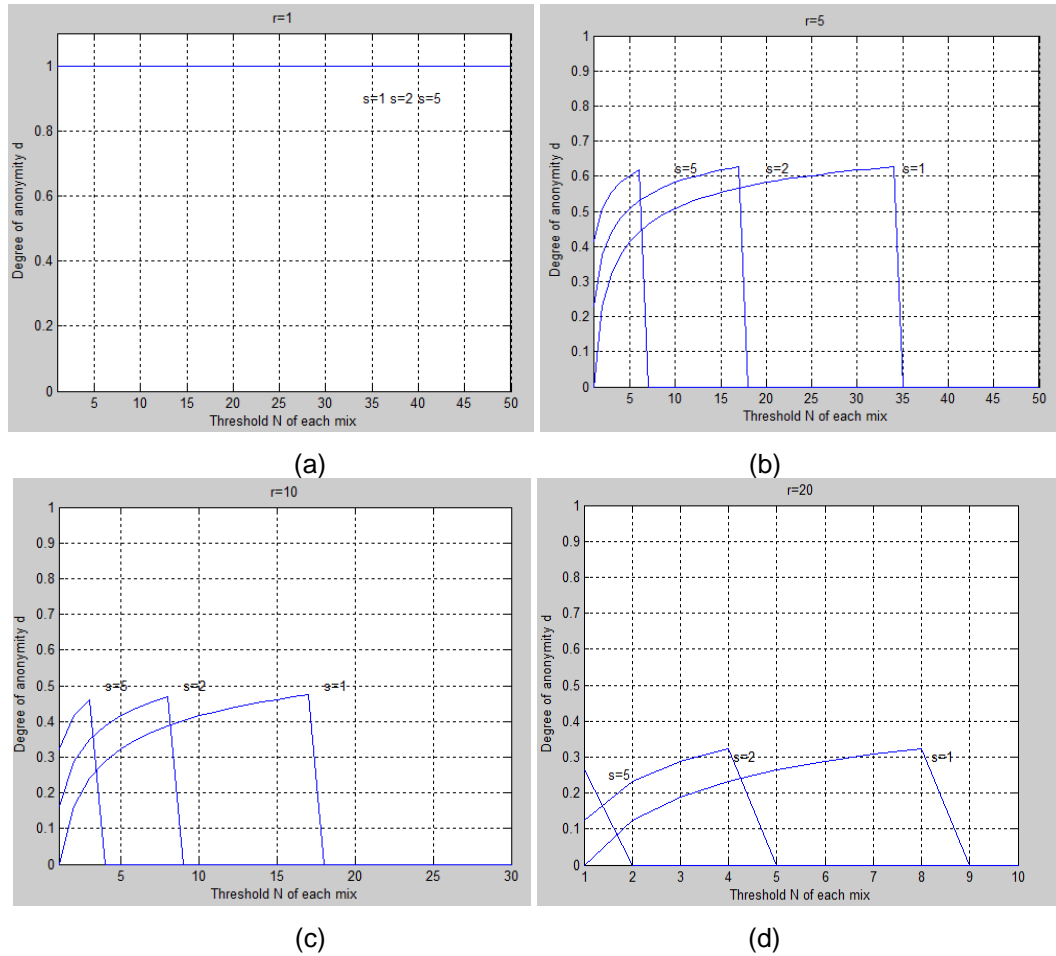 r=1
1
0.8
0.6
0.4
0.2
0
s=1 s=2 s=5
5 10 15 20 25 30 35 40 45 50
Threshold N of each mix
Degree of anonymity d
(a)
r=5
1
0.9
0.8
0.7
0.6
0.5
0.4
0.3
0.2
0.1
0
s=5 s=2 s=1
5 10 15 20 25 30 35 40 45 50
Threshold N of each mix
Degree of anonymity d
(b)
r=10
1
0.9
0.8
0.7
0.6
0.5
0.4
0.3
0.2
0.1
0
s=5 s=2 s=1
5 10 15 20 25 30
Threshold N of each mix
Degree of anonymity d
(c)
r=20
1
0.9
0.8
0.7
0.6
0.5
0.4
0.3
0.2
0.1
0
s=5 s=2 s=1
1 2 3 4 5 6 7 8 9 10
Threshold N of each mix
Degree of anonymity d
(d)